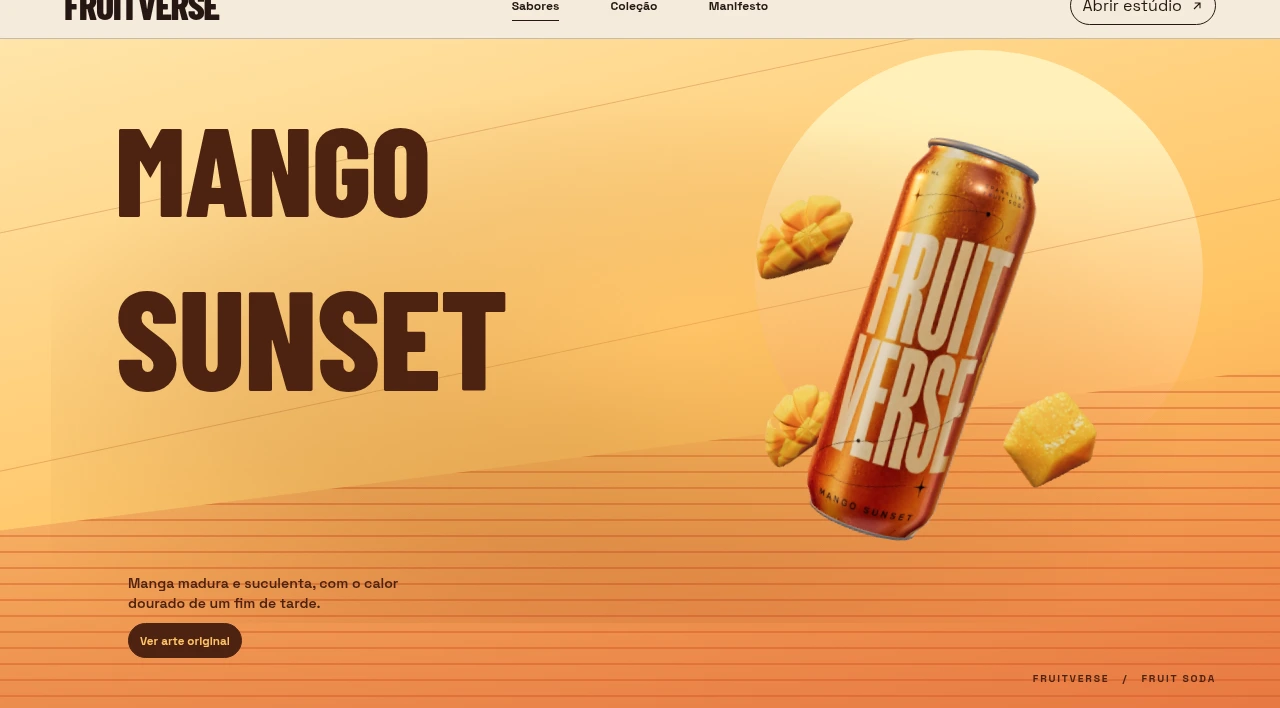 FRUITVERSE
Sabores
Coleção
Manifesto
Abrir estúdio ↗
MANGO
SUNSET
FRUIT
VERSE
MANGO SUNSET
Manga madura e suculenta, com o calor
dourado de um fim de tarde.
Ver arte original
FRUITVERSE / FRUIT SODA